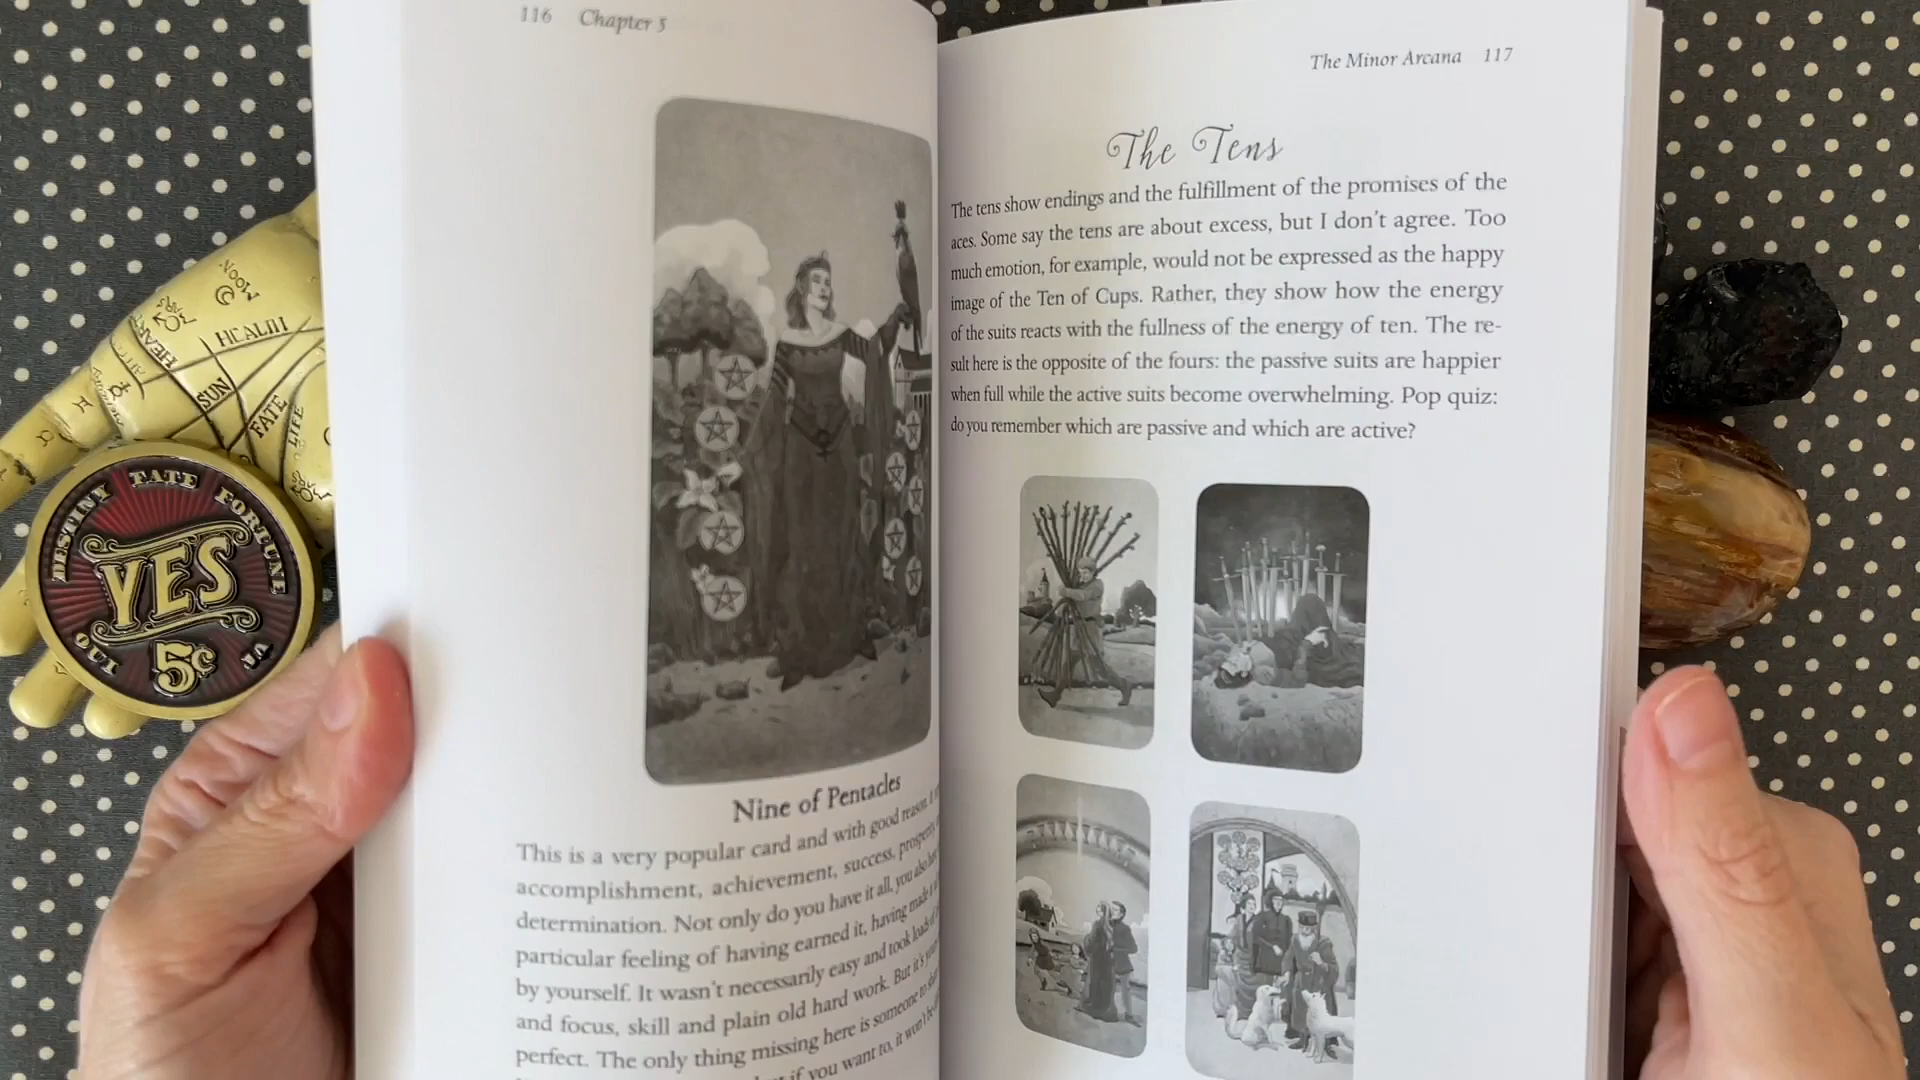 116 Chapter 5
Nine of Pentacles
This is a very popular card and with good reason.
accomplishment, achievement, success, prosperity
determination. Not only do you have it all, you also
particular feeling of having earned it, having made it
by yourself. It wasn't necessarily easy and took loads of
and focus, skill and plain old hard work. But it's
perfect. The only thing missing here is someone to
if you want to, it won't be
The Minor Arcana 117
The Tens
The tens show endings and the fulfillment of the promises of the
aces. Some say the tens are about excess, but I don't agree. Too
much emotion, for example, would not be expressed as the happy
image of the Ten of Cups. Rather, they show how the energy
of the suits reacts with the fullness of the energy of ten. The re-
sult here is the opposite of the fours: the passive suits are happier
when full while the active suits become overwhelming. Pop quiz:
do you remember which are passive and which are active?
MOON
MARS
HEART
HEALTH
SUN
FATE
LIFE
MARS
DESTINY FATE FORTUNE
YES
OUI 5¢ JA